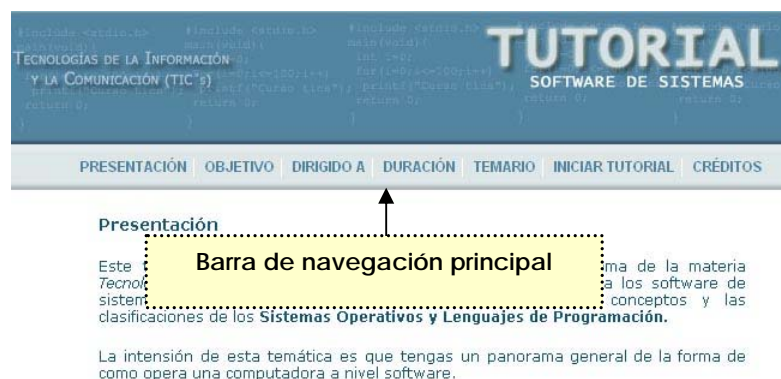 TECNOLOGÍAS DE LA INFORMACIÓN
Y LA COMUNICACIÓN (TIC's)
TUTORIAL
SOFTWARE DE SISTEMAS
PRESENTACIÓN OBJETIVO DIRIGIDO A DURACIÓN TEMARIO INICIAR TUTORIAL CRÉDITOS
Presentación
Barra de navegación principal
Este ma de la materia
a los software de
conceptos y las
clasificaciones de los Sistemas Operativos y Lenguajes de Programación.
La intensión de esta temática es que tengas un panorama general de la forma de
como opera una computadora a nivel software.